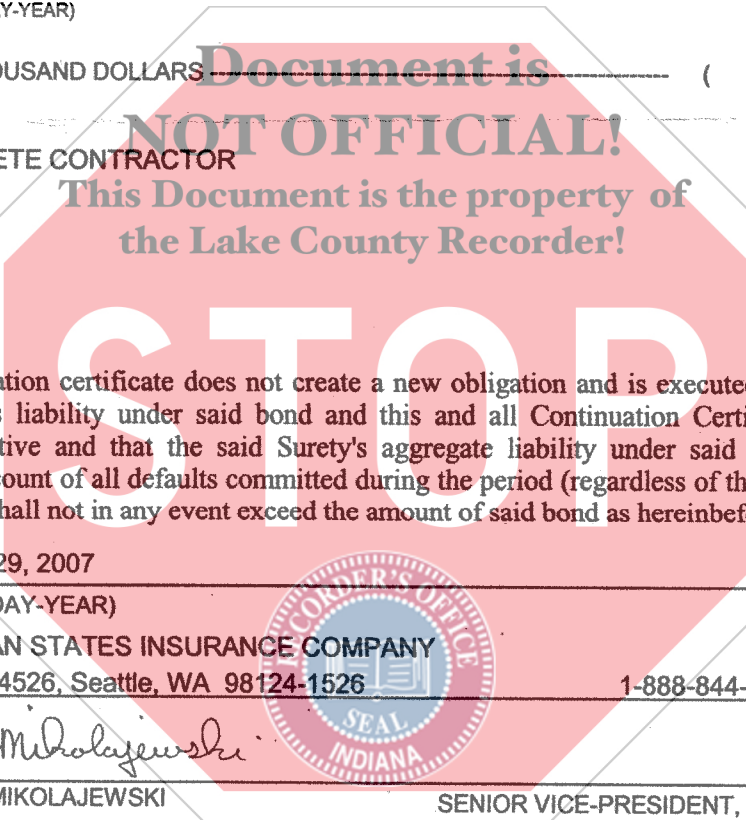 Y-YEAR)
OUSAND DOLLARS ------------------------------------------------------------ (
Document is
NOT OFFICIAL!
ETE CONTRACTOR
This Document is the property of
the Lake County Recorder!
STOP
ation certificate does not create a new obligation and is executed
s liability under said bond and this and all Continuation Certi
tive and that the said Surety's aggregate liability under said
count of all defaults committed during the period (regardless of th
hall not in any event exceed the amount of said bond as hereinbef
29, 2007
DAY-YEAR)
AN STATES INSURANCE COMPANY
4526, Seattle, WA 98124-1526 1-888-844-
RECORDER'S OFFICE
SEAL
INDIANA
Mikolajewski
MIKOLAJEWSKI SENIOR VICE-PRESIDENT,